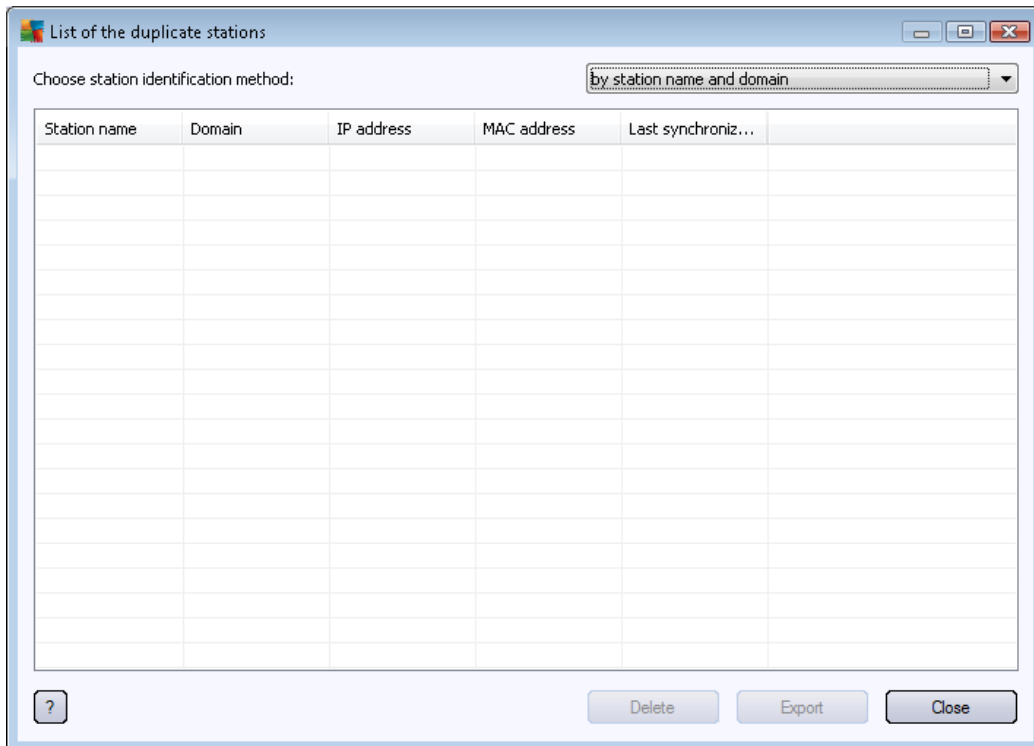 List of the duplicate stations
Choose station identification method: by station name and domain
Station name Domain IP address MAC address Last synchroniz...
? Delete Export Close